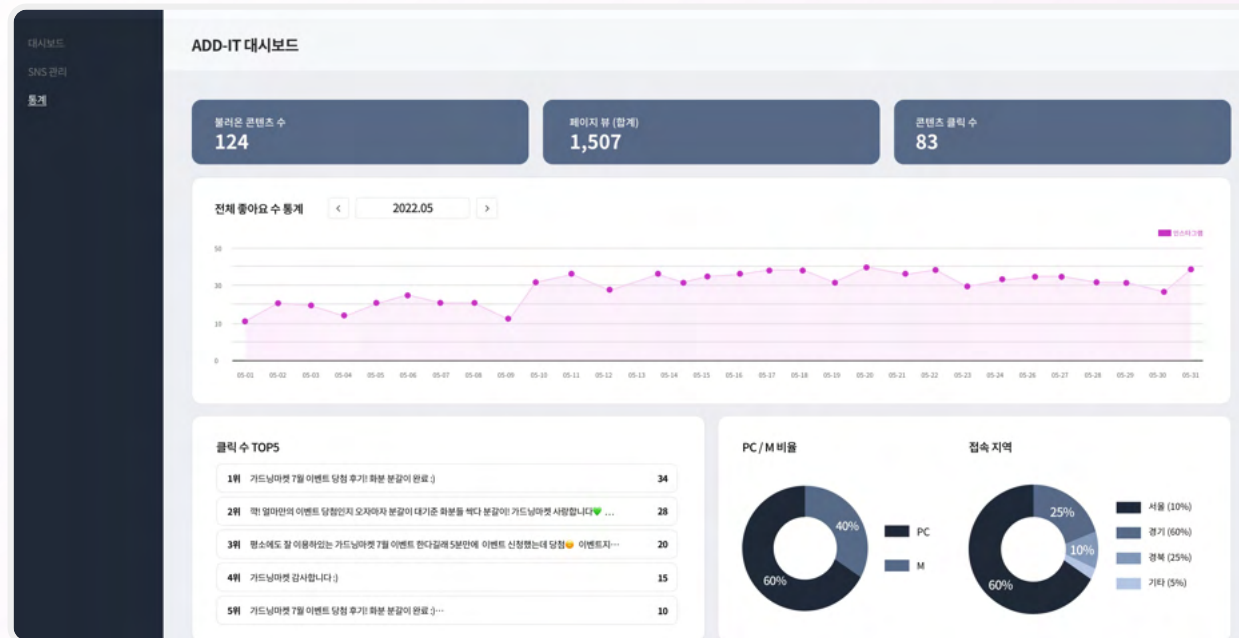 대시보드
SNS 관리
통계
ADD-IT 대시보드
불러온 콘텐츠 수
124
페이지 뷰 (합계)
1,507
콘텐츠 클릭 수
83
전체 좋아요 수 통계
<
2022.05
>
인스타그램
50
30
10
0
05-01 05-02 05-03 05-04 05-05 05-06 05-07 05-08 05-09 05-10 05-11 05-12 05-13 05-14 05-15 05-16 05-17 05-18 05-19 05-20 05-21 05-22 05-23 05-24 05-26 05-27 05-28 05-29 05-30 05-31
클릭 수 TOP5
1위 가드닝마켓 7월 이벤트 당첨 후기! 화분 분갈이 완료 :) 34
2위 꺅! 얼마만의 이벤트 당첨인지 오자마자 분갈이 대기준 화분들 싹다 분갈이! 가드닝마켓 사랑합니다💚 … 28
3위 평소에도 잘 이용하있는 가드닝마켓 7월 이벤트 한다길래 5분만에 이벤트 신청했는데 당첨😊 이벤트지… 20
4위 가드닝마켓 감사합니다 :) 15
5위 가드닝마켓 7월 이벤트 당첨 후기! 화분 분갈이 완료 :)… 10
PC / M 비율
40%
60%
PC
M
접속 지역
25%
10%
60%
서울 (10%)
경기 (60%)
경북 (25%)
기타 (5%)